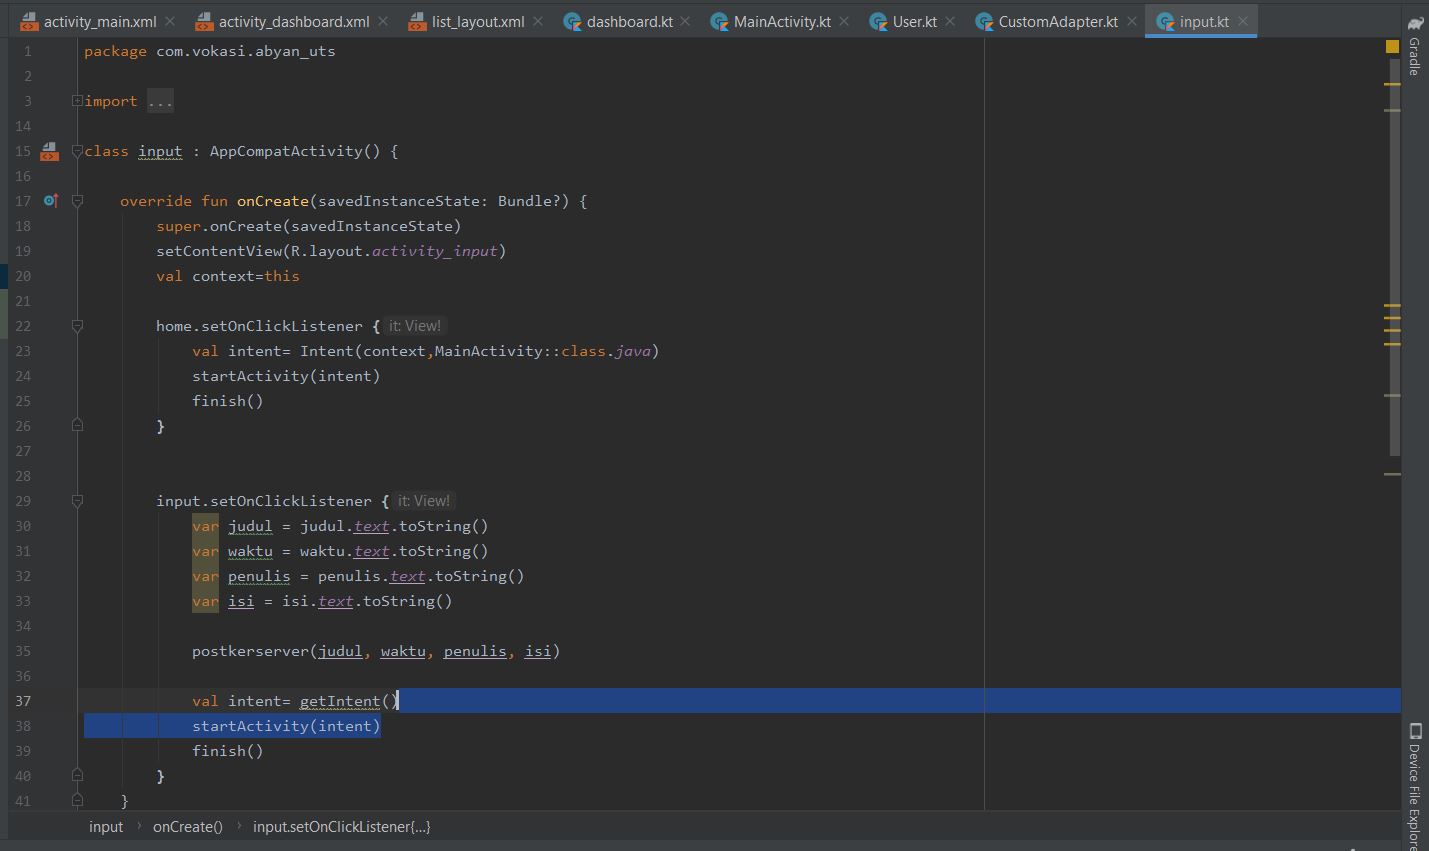 activity_main.xml activity_dashboard.xml list_layout.xml dashboard.kt MainActivity.kt User.kt CustomAdapter.kt input.kt
1 package com.vokasi.abyan_uts
2
3 import ...
14
15 class input : AppCompatActivity() {
16
17 override fun onCreate(savedInstanceState: Bundle?) {
18 super.onCreate(savedInstanceState)
19 setContentView(R.layout.activity_input)
20 val context=this
21
22 home.setOnClickListener { it: View!
23 val intent= Intent(context,MainActivity::class.java)
24 startActivity(intent)
25 finish()
26 }
27
28
29 input.setOnClickListener { it: View!
30 var judul = judul.text.toString()
31 var waktu = waktu.text.toString()
32 var penulis = penulis.text.toString()
33 var isi = isi.text.toString()
34
35 postkerserver(judul, waktu, penulis, isi)
36
37 val intent= getIntent()
38 startActivity(intent)
39 finish()
40 }
41 }
input › onCreate() › input.setOnClickListener{...}
Gradle
Device File Explorer